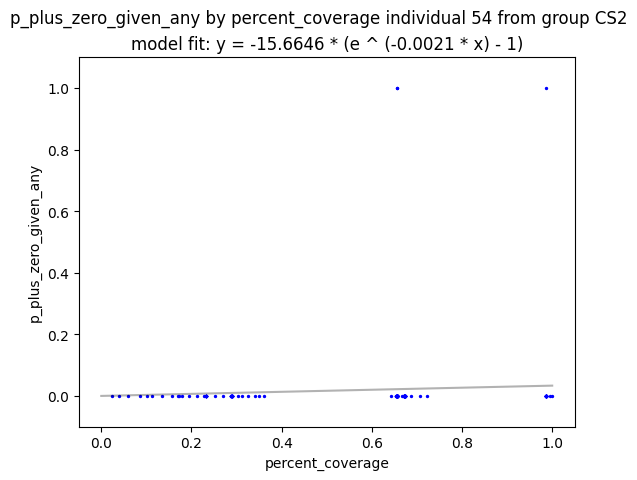 p_plus_zero_given_any by percent_coverage individual 54 from group CS2
model fit: y = -15.6646 * (e ^ (-0.0021 * x) - 1)
1.0
0.8
0.6
0.4
0.2
0.0
p_plus_zero_given_any
0.0 0.2 0.4 0.6 0.8 1.0
percent_coverage